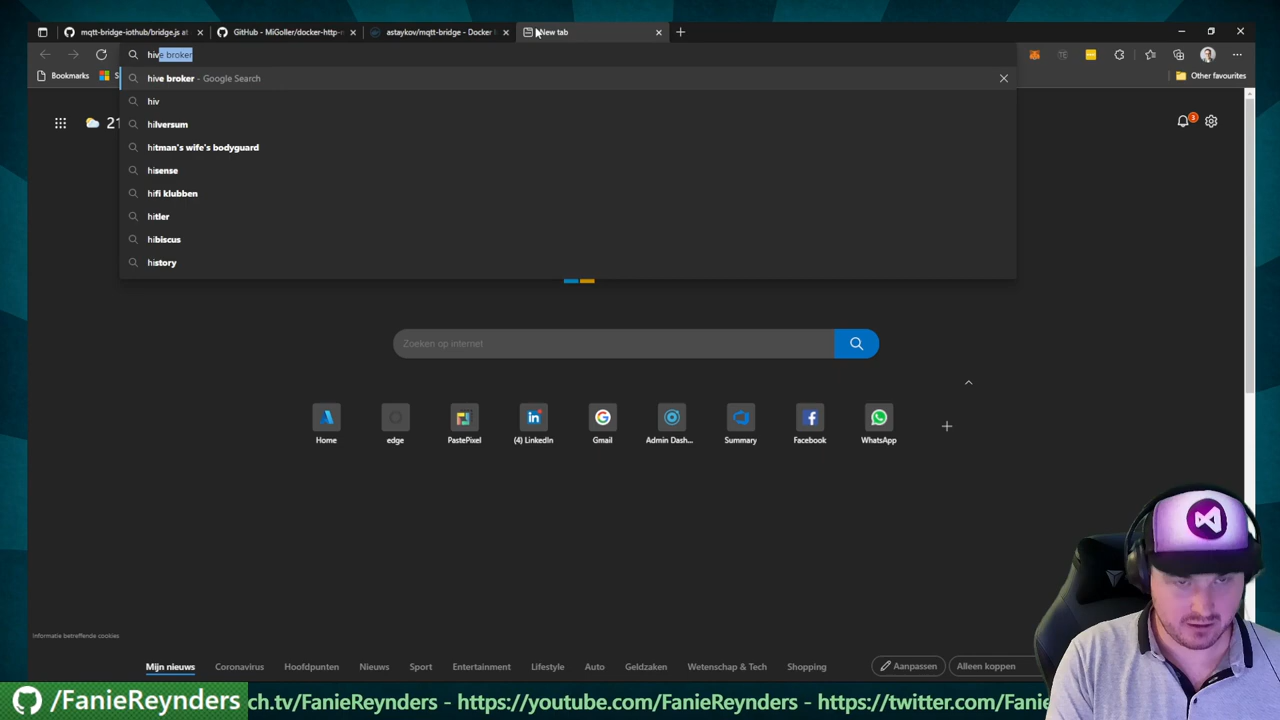 mqtt-bridge-iothub/bridge.js at
GitHub - MiGoller/docker-http-
astaykov/mqtt-bridge - Docker
New tab
hive broker
Bookmarks
S
Other favourites
hive broker - Google Search
hiv
hilversum
hitman's wife's bodyguard
hisense
hifi klubben
hitler
hibiscus
history
21
3
Zoeken op internet
Home
edge
PastePixel
(4) LinkedIn
Gmail
Admin Dash...
Summary
Facebook
WhatsApp
Informatie betreffende cookies
Mijn nieuws
Coronavirus
Hoofdpunten
Nieuws
Sport
Entertainment
Lifestyle
Auto
Geldzaken
Wetenschap & Tech
Shopping
Aanpassen
Alleen koppen
/FanieReynders
ch.tv/FanieReynders - https://youtube.com/FanieReynders - https://twitter.com/Fanie